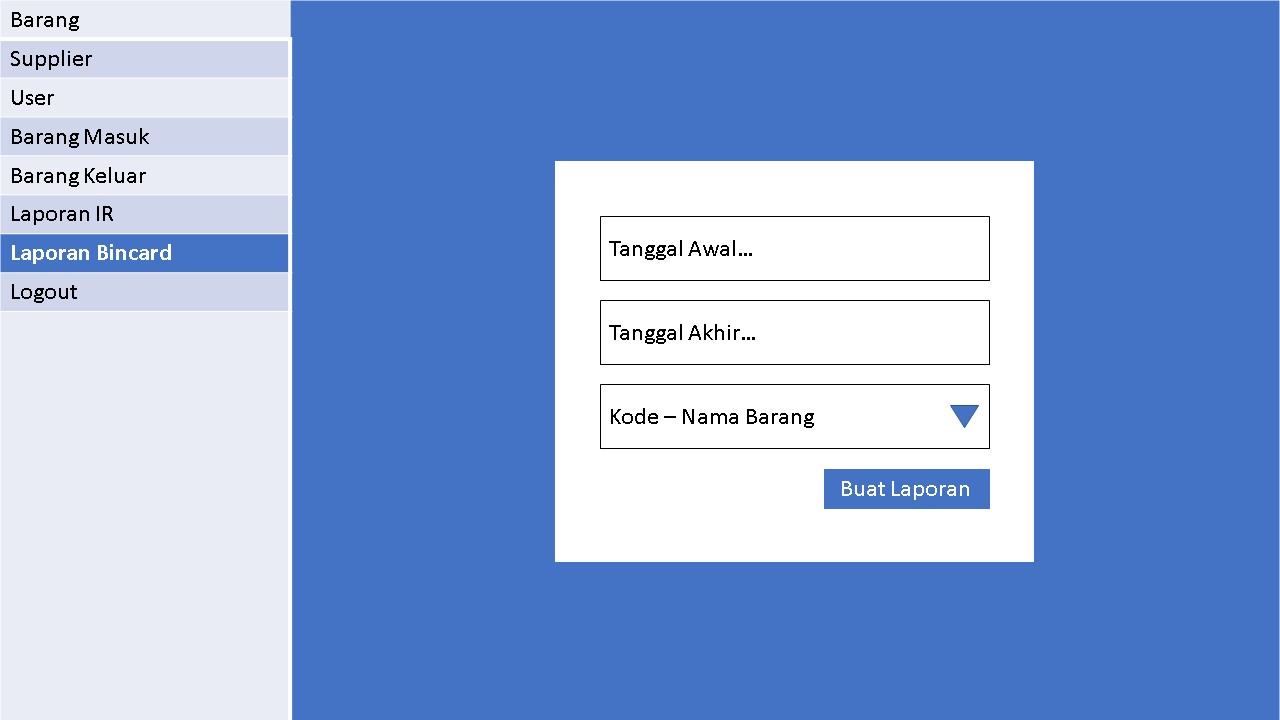 Barang
Supplier
User
Barang Masuk
Barang Keluar
Laporan IR
Laporan Bincard
Logout
Tanggal Awal...
Tanggal Akhir...
Kode – Nama Barang
Buat Laporan